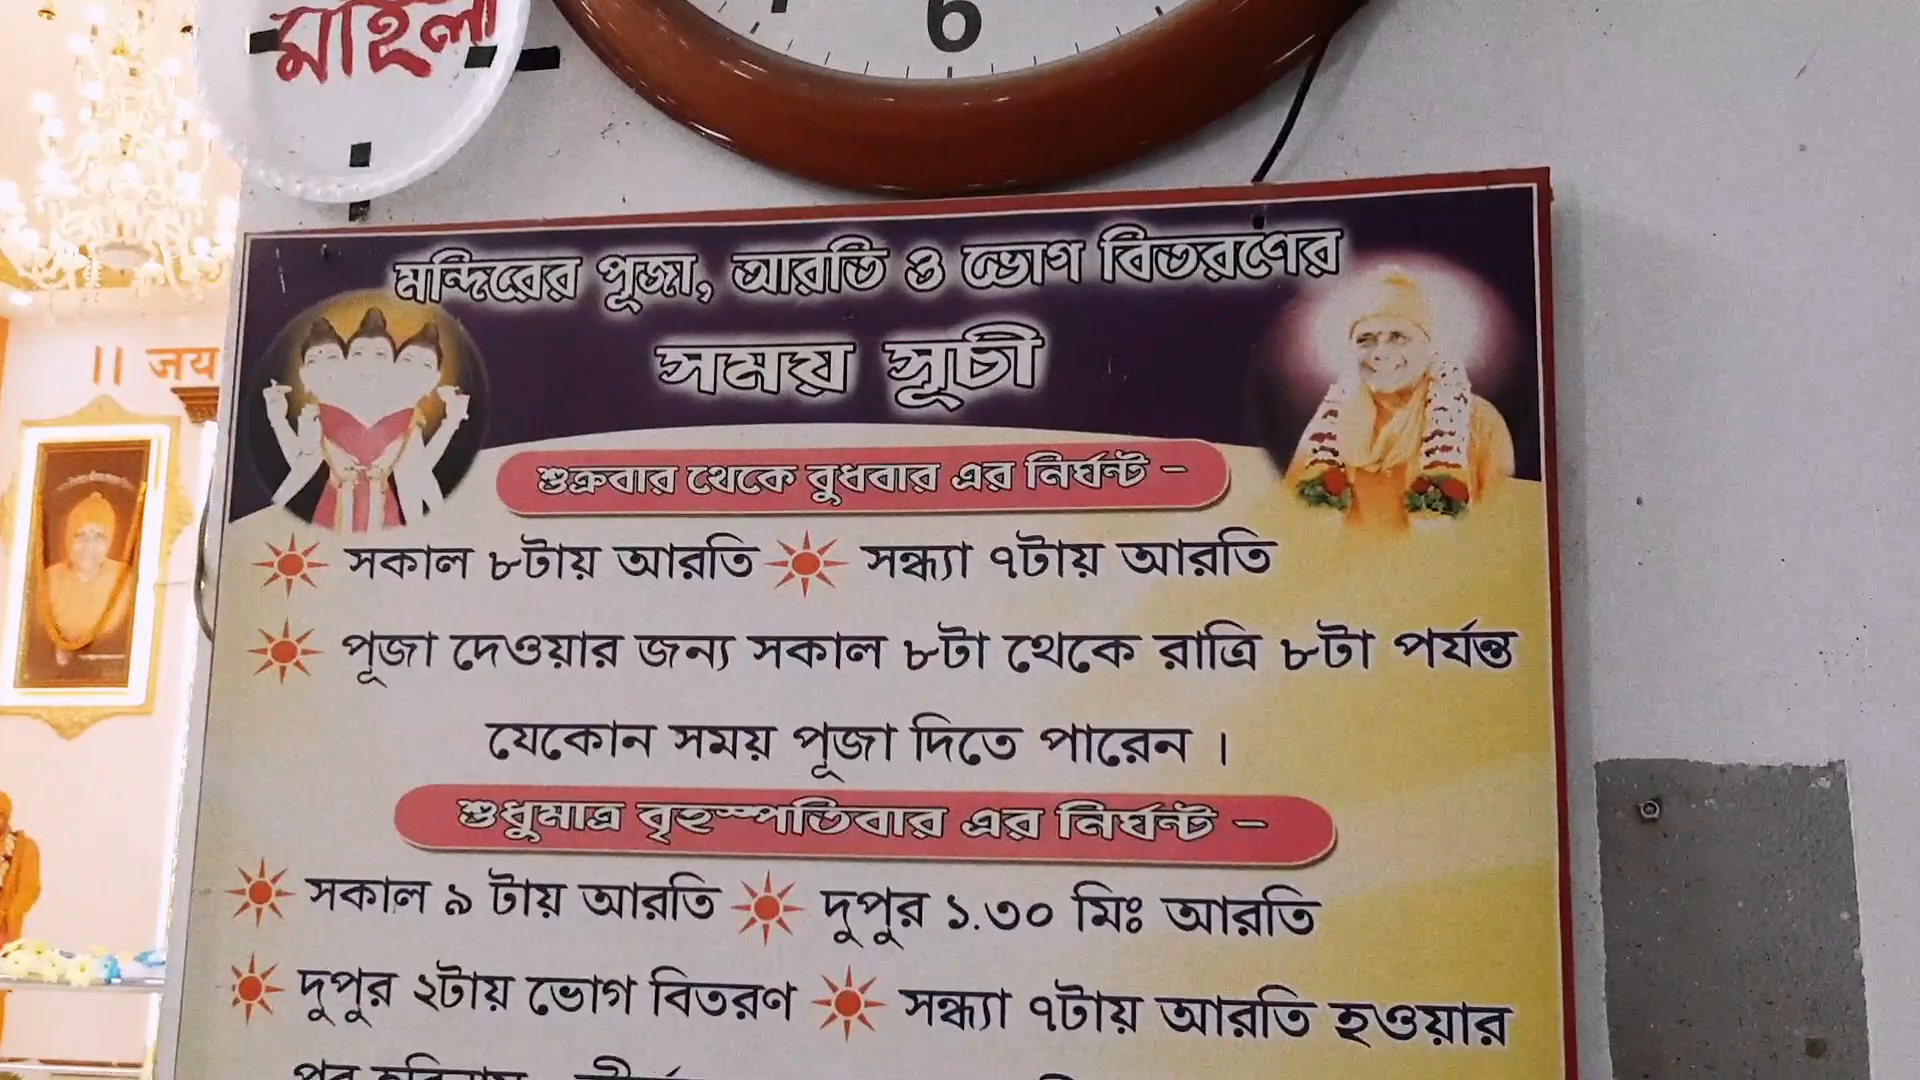 মহিলা
6
|| जय
মন্দিরের পূজা, আরতি ও ভোগ বিতরণের
সময় সূচী
শুক্রবার থেকে বুধবার এর নির্ঘন্ট –
সকাল ৮টায় আরতি সন্ধ্যা ৭টায় আরতি
পূজা দেওয়ার জন্য সকাল ৮টা থেকে রাত্রি ৮টা পর্যন্ত
যেকোন সময় পূজা দিতে পারেন ।
শুধুমাত্র বৃহস্পতিবার এর নির্ঘন্ট –
সকাল ৯ টায় আরতি দুপুর ১.৩০ মিঃ আরতি
দুপুর ২টায় ভোগ বিতরণ সন্ধ্যা ৭টায় আরতি হওয়ার